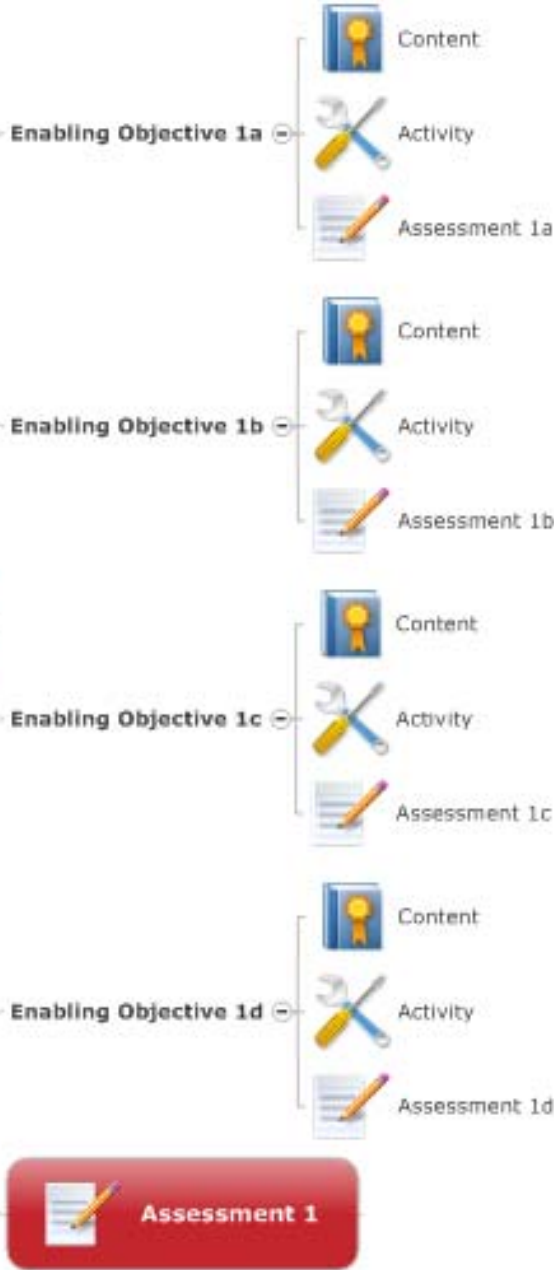 Content
Enabling Objective 1a
Activity
Assessment 1a
Content
Enabling Objective 1b
Activity
Assessment 1b
Content
Enabling Objective 1c
Activity
Assessment 1c
Content
Enabling Objective 1d
Activity
Assessment 1d
Assessment 1